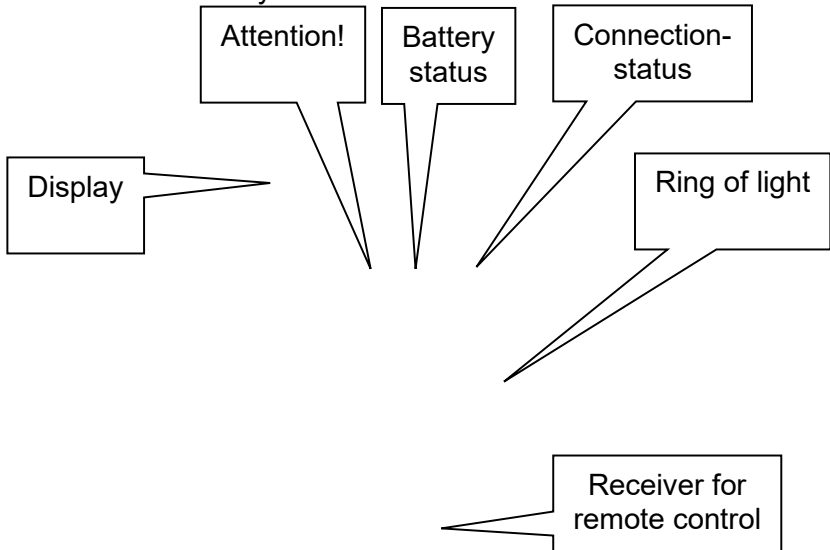 Attention!
Battery
status
Connection-
status
Display
Ring of light
Receiver for
remote control